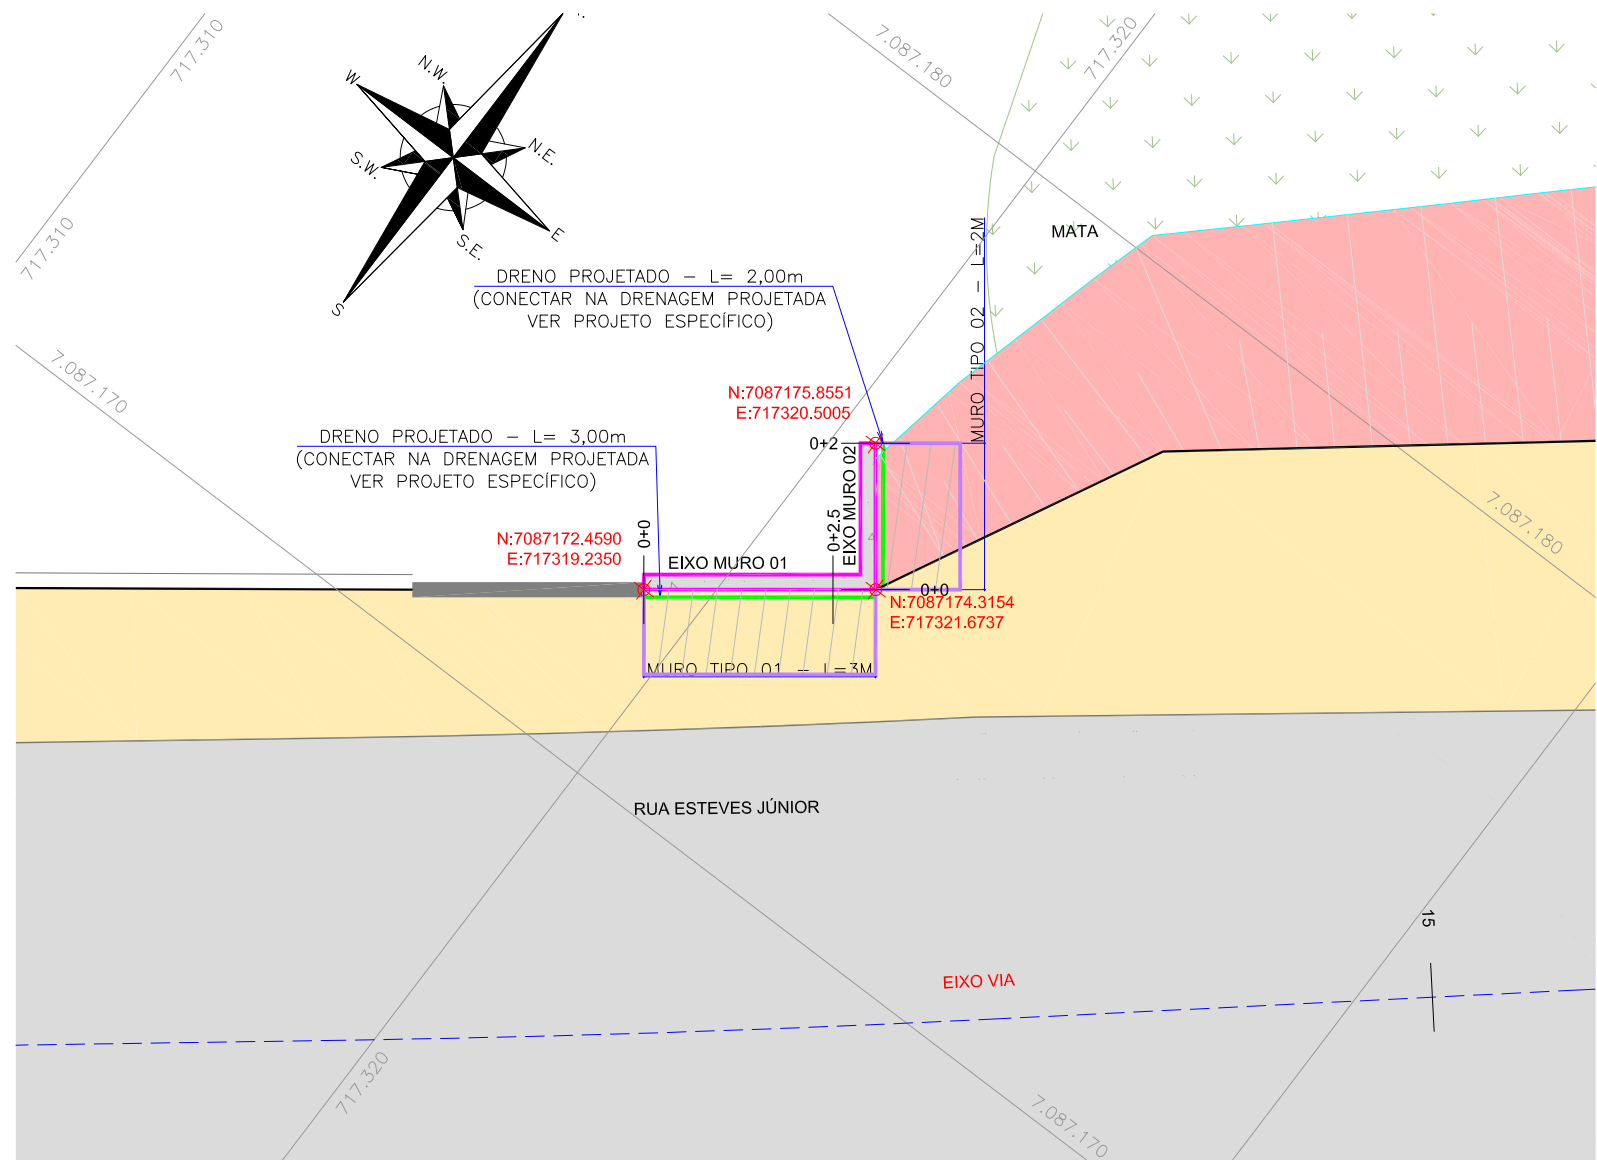 717.310
7.087.180
717.320
N.W.
W
N.E.
S.W.
S.E.
E
S
717.310
MATA
DRENO PROJETADO - L= 2,00m
(CONECTAR NA DRENAGEM PROJETADA
VER PROJETO ESPECÍFICO)
MURO TIPO 02 - L=2M
7.087.170
N:7087175.8551
E:717320.5005
DRENO PROJETADO - L= 3,00m
(CONECTAR NA DRENAGEM PROJETADA
VER PROJETO ESPECÍFICO)
0+2
EIXO MURO 02
0+2.5
0+0
N:7087172.4590
E:717319.2350
EIXO MURO 01
7.087.180
0+0
N:7087174.3154
E:717321.6737
MURO TIPO 01 - L=3M
RUA ESTEVES JÚNIOR
15
EIXO VIA
717.320
7.087.170